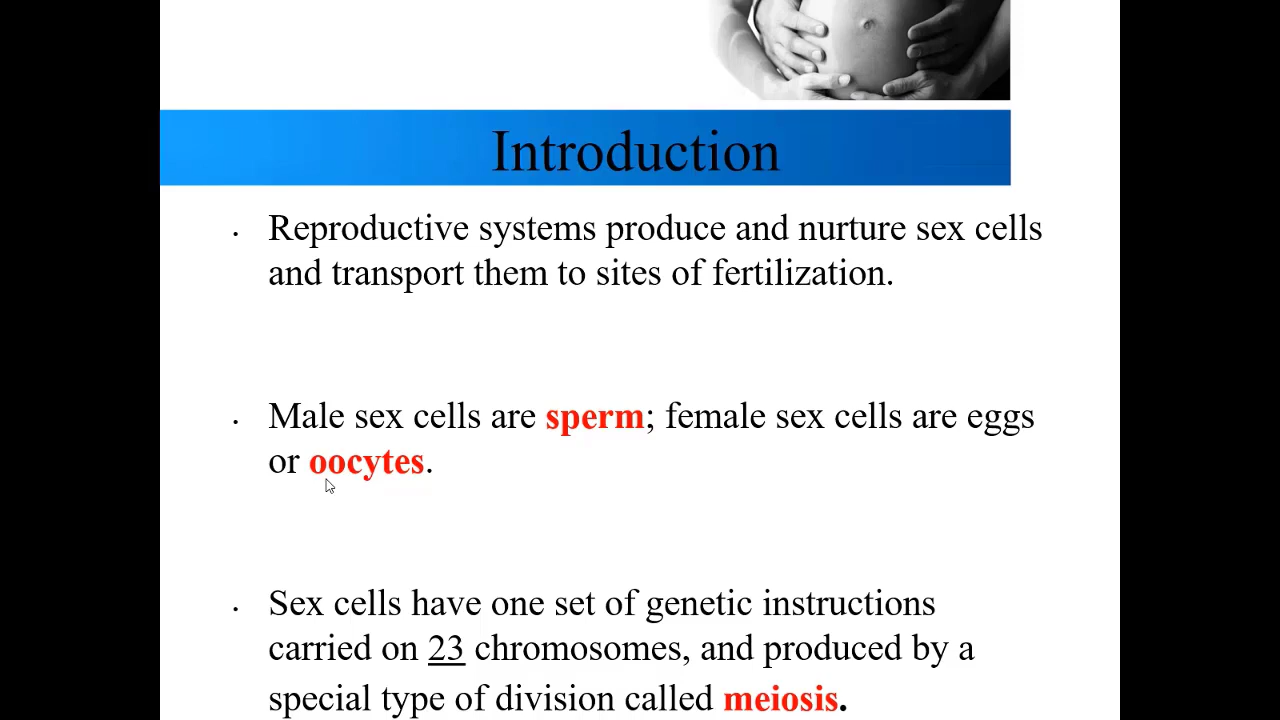 Introduction
• Reproductive systems produce and nurture sex cells
and transport them to sites of fertilization.
• Male sex cells are sperm; female sex cells are eggs
or oocytes.
• Sex cells have one set of genetic instructions
carried on 23 chromosomes, and produced by a
special type of division called meiosis.